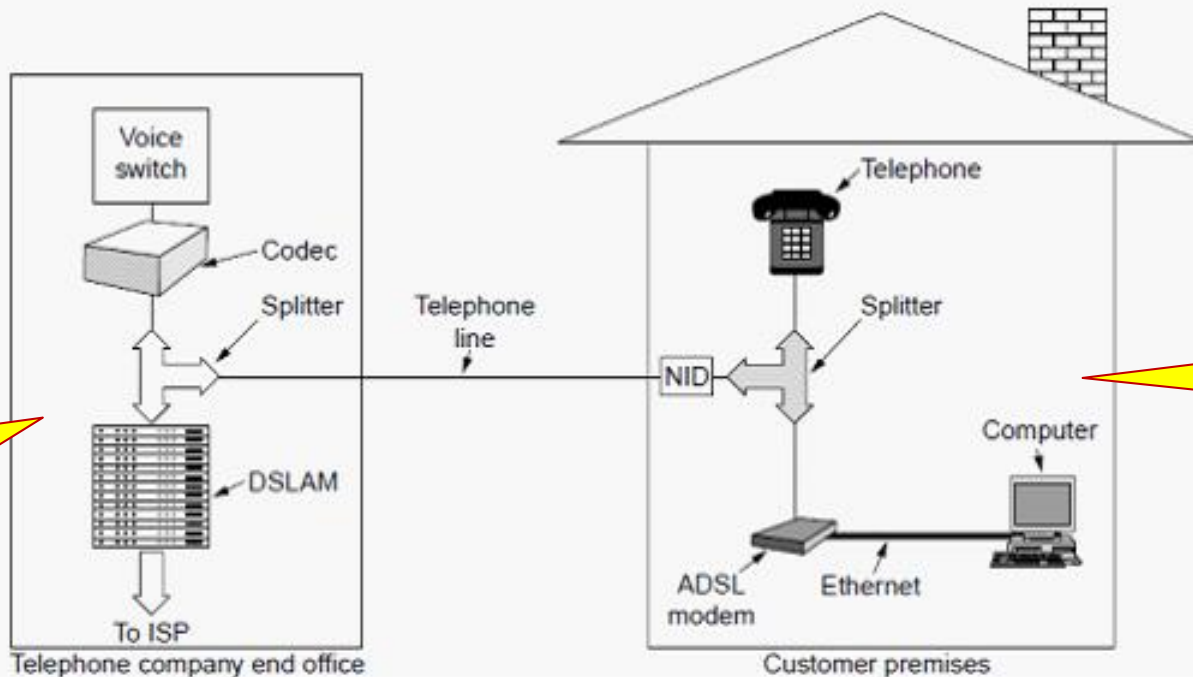 Voice
switch
Codec
Splitter
DSLAM
To ISP
Telephone company end office
Telephone
line
NID
Telephone
Splitter
Computer
ADSL
modem
Ethernet
Customer premises